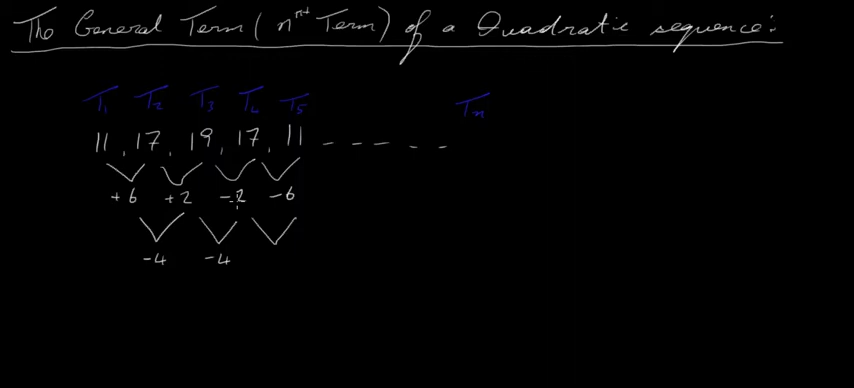 The General Term (nth Term) of a Quadratic sequence:
T1 T2 T3 T4 T5 Tn
11, 17, 19, 17, 11 - - - - -
+6 +2 -2 -6
-4 -4